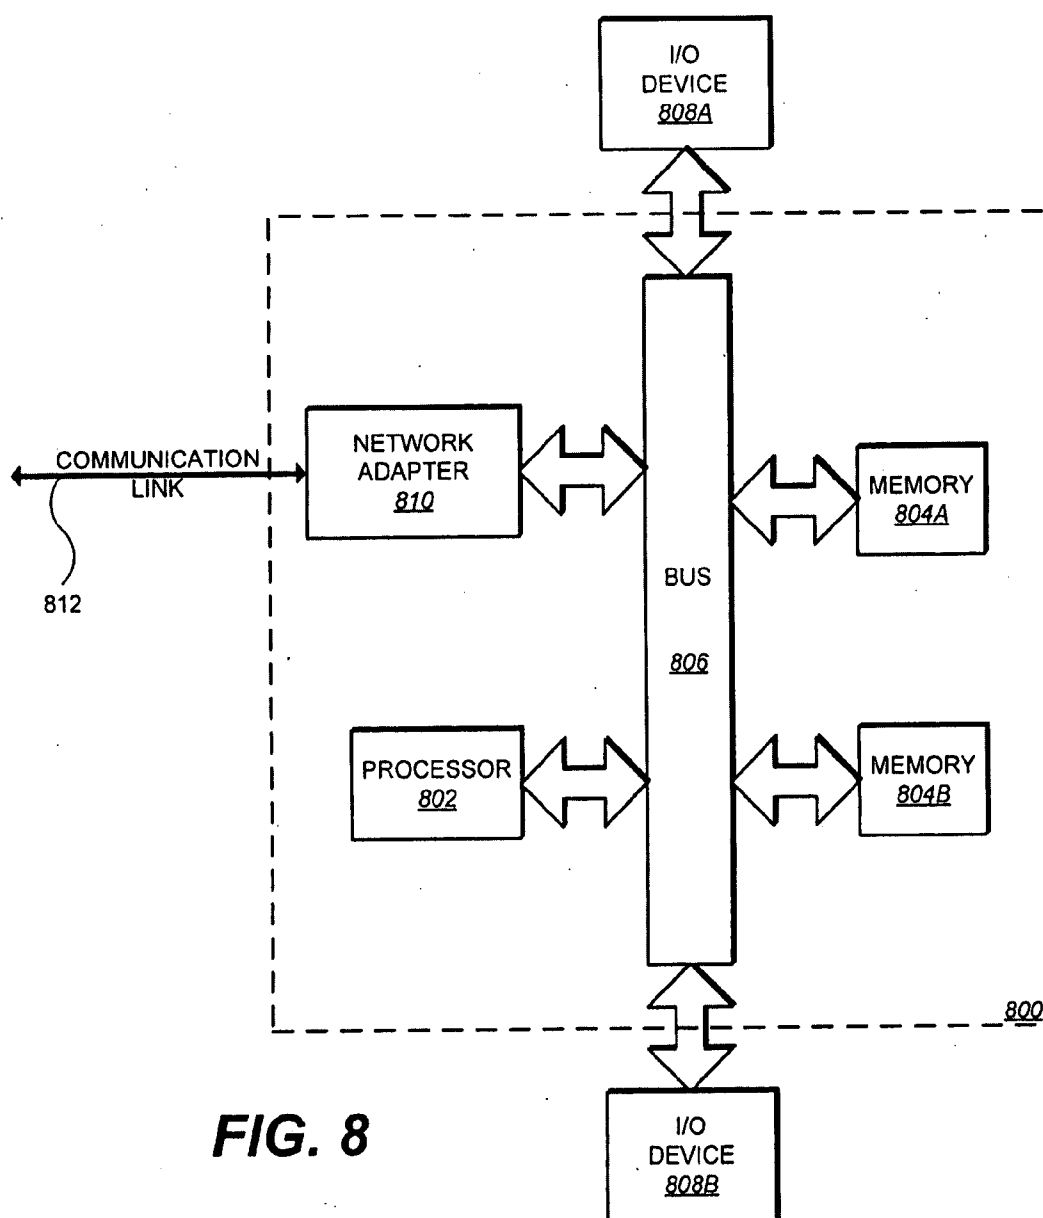 I/O
DEVICE
808A
NETWORK
ADAPTER
810
COMMUNICATION
LINK
812
MEMORY
804A
BUS
806
PROCESSOR
802
MEMORY
804B
800
I/O
DEVICE
808B
FIG. 8